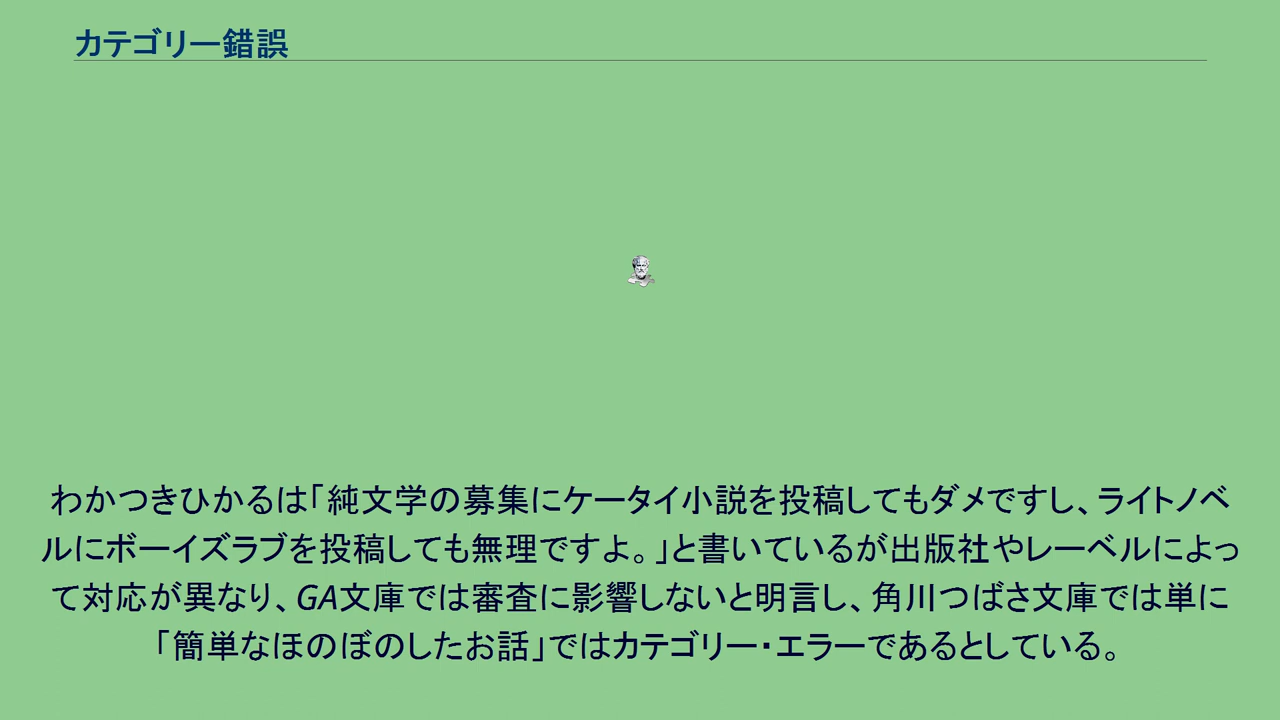 カテゴリー錯誤
わかつきひかるは「純文学の募集にケータイ小説を投稿してもダメですし、ライトノベ
ルにボーイズラブを投稿しても無理ですよ。」と書いているが出版社やレーベルによっ
て対応が異なり、GA文庫では審査に影響しないと明言し、角川つばさ文庫では単に
「簡単なほのぼのしたお話」ではカテゴリー・エラーであるとしている。